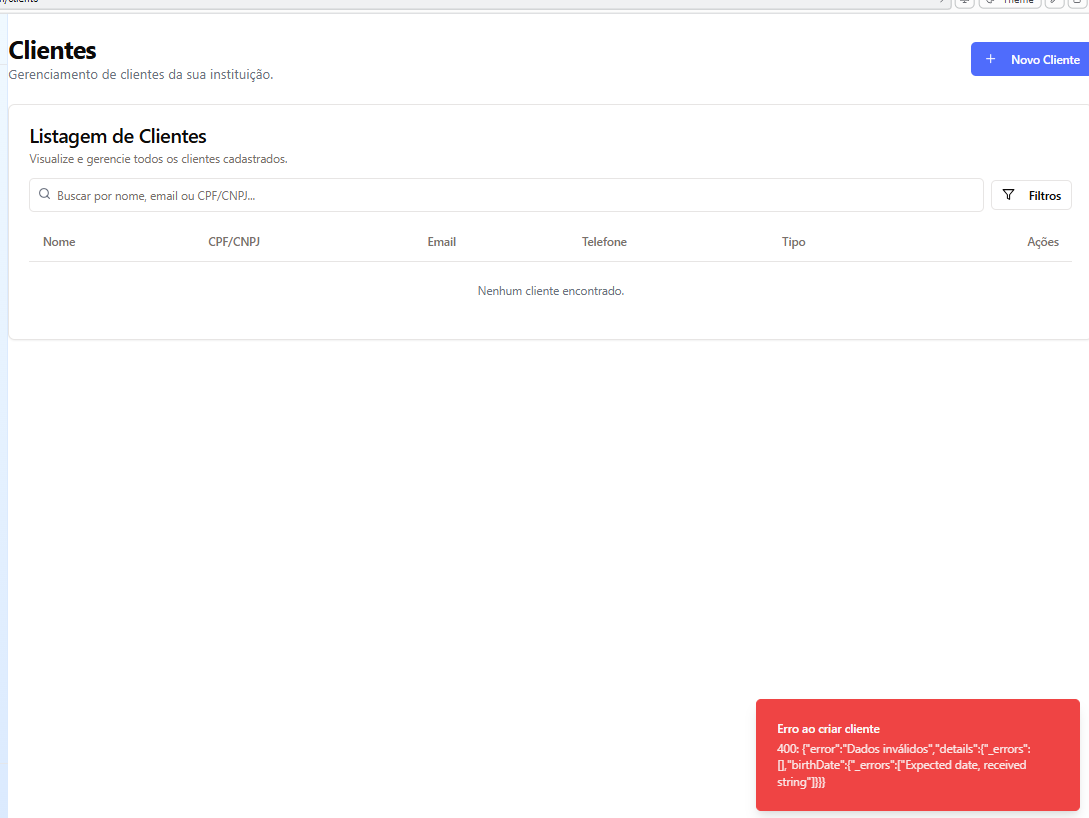 Clientes
Gerenciamento de clientes da sua instituição.
+ Novo Cliente
Listagem de Clientes
Visualize e gerencie todos os clientes cadastrados.
Buscar por nome, email ou CPF/CNPJ...
Filtros
Nome CPF/CNPJ Email Telefone Tipo Ações
Nenhum cliente encontrado.
Erro ao criar cliente
400: {"error":"Dados inválidos","details":{"_errors":
[],"birthDate":{"_errors":["Expected date, received
string"]}}}